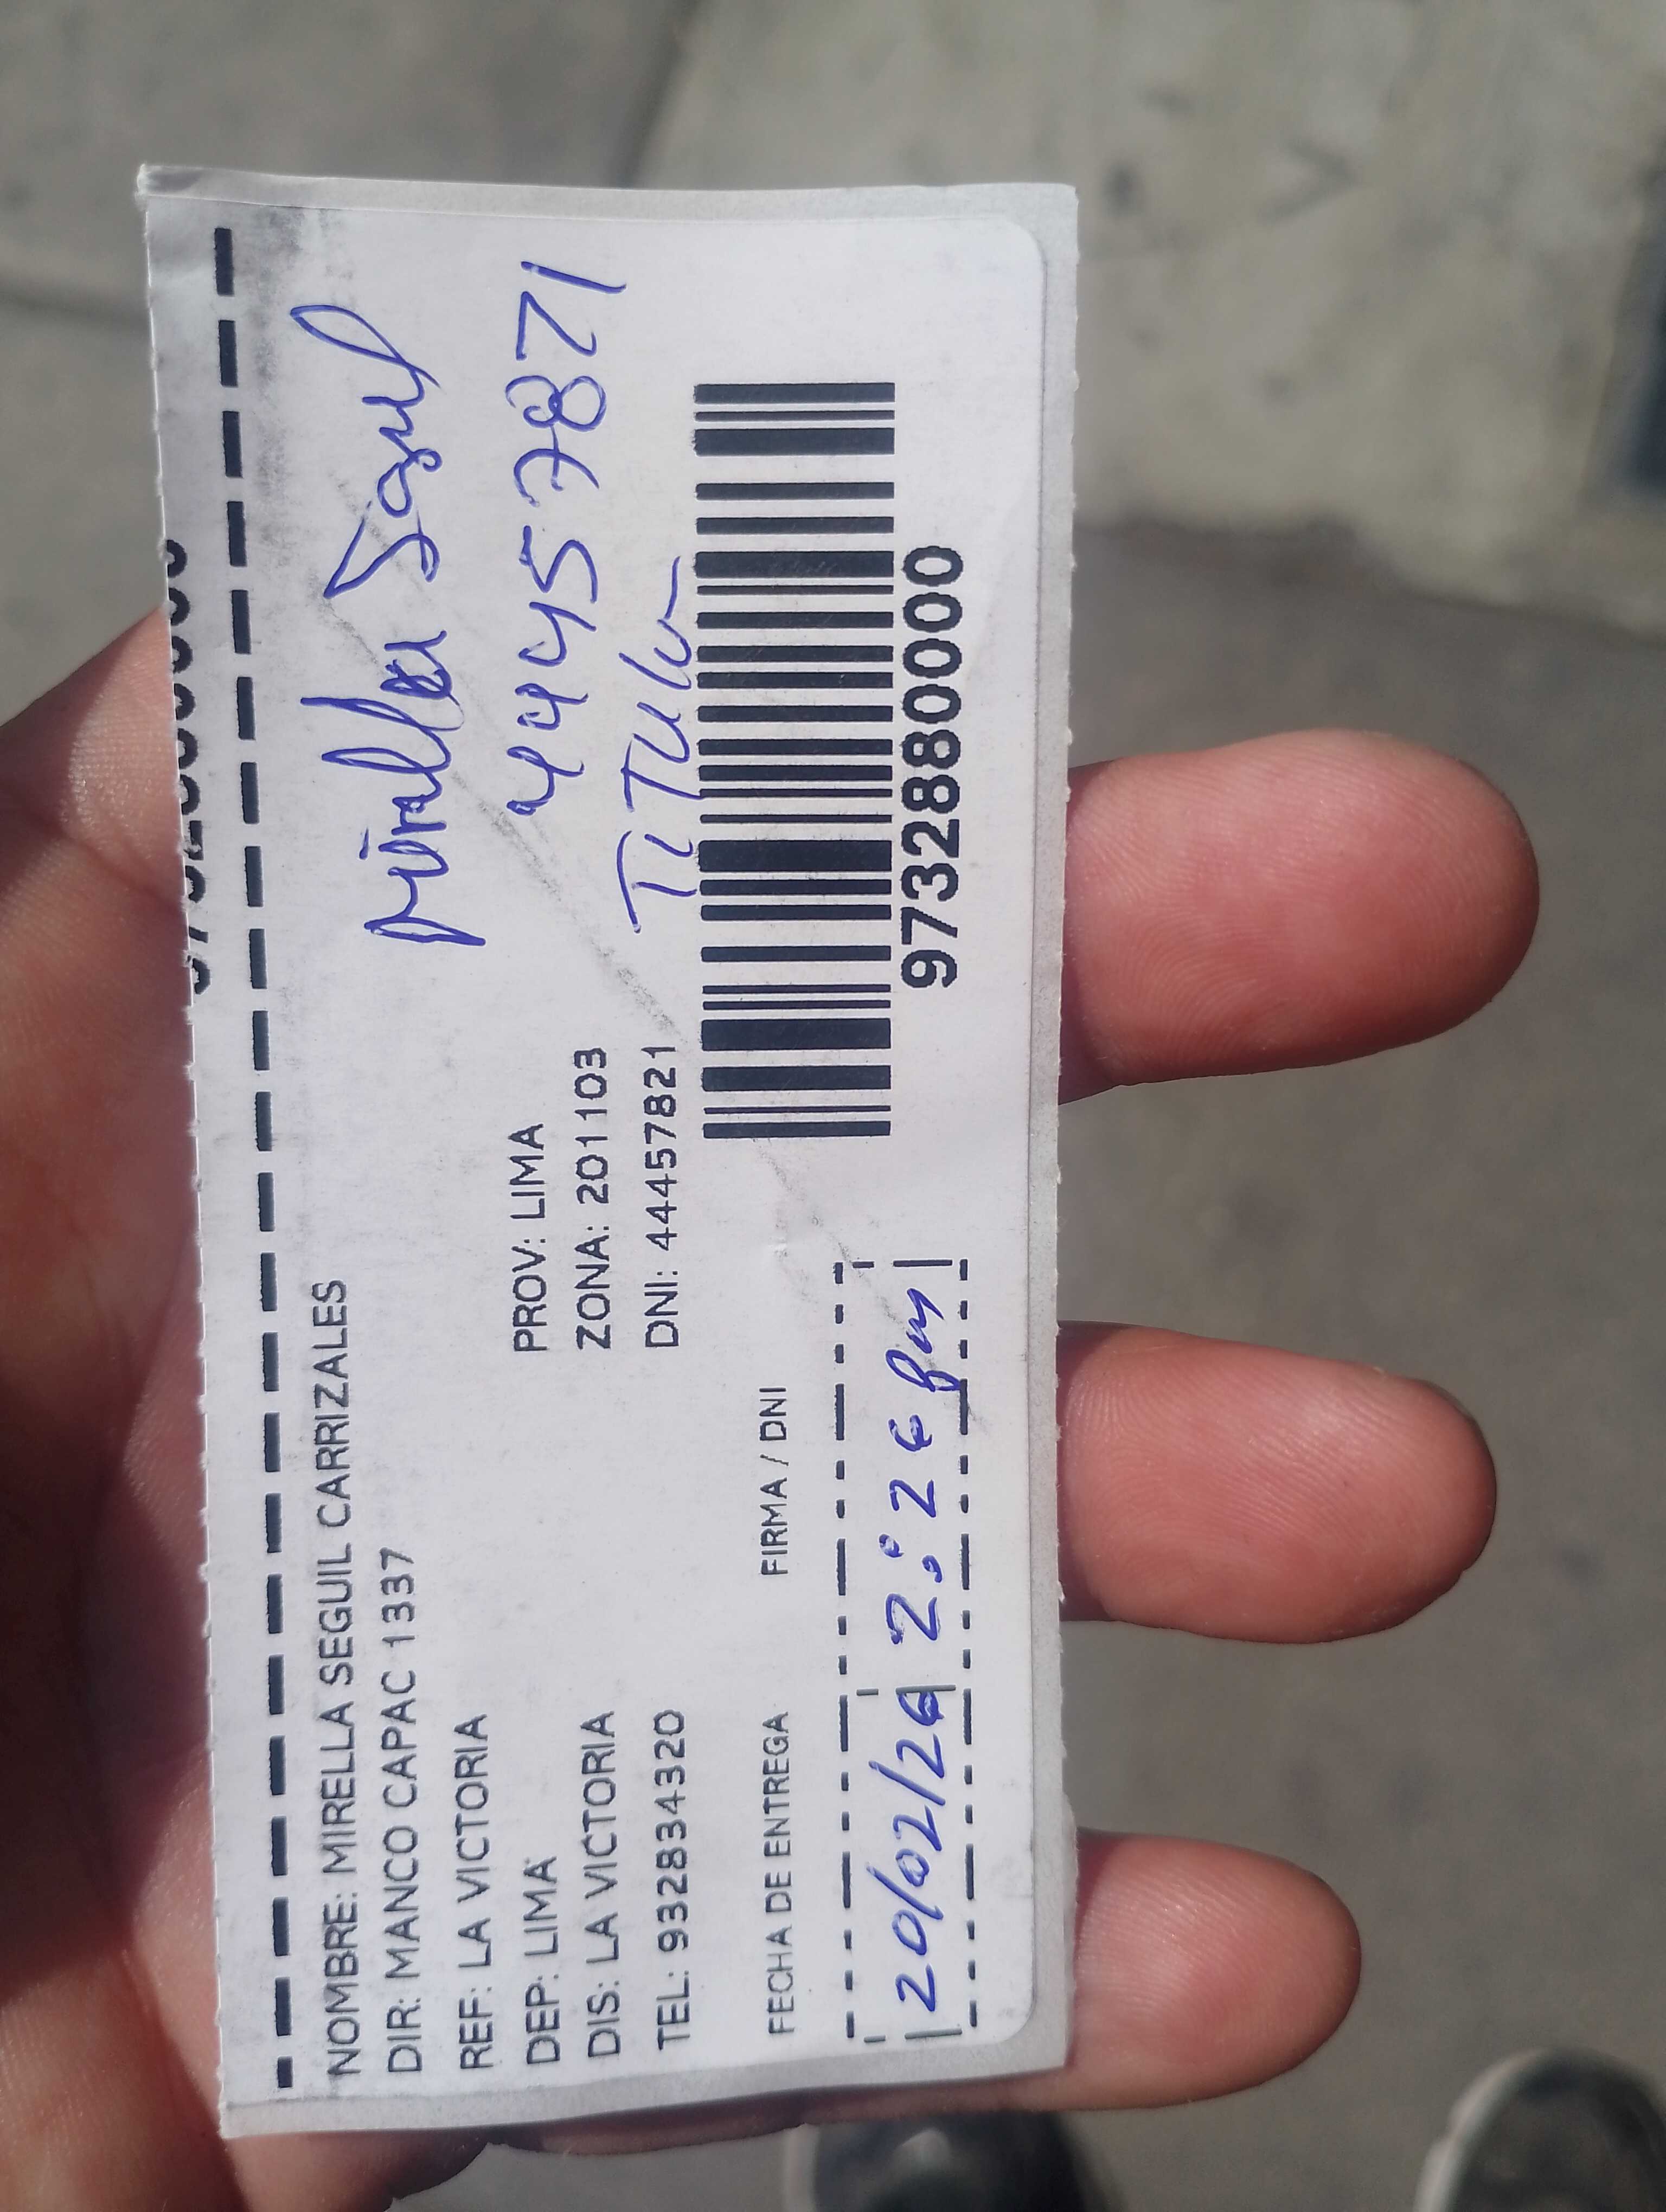 NOMBRE: MIRELLA SEGUIL CARRIZALES
DIR: MANCO CAPAC 1337
REF: LA VICTORIA
DEP: LIMA
PROV: LIMA
DIS: LA VICTORIA
ZONA: 201103
TEL: 932834320
DNI: 44457821
Mirella
44457821
TiTular
9732880000
FECHA DE ENTREGA
FIRMA / DNI
20/02/26 2:26 pm